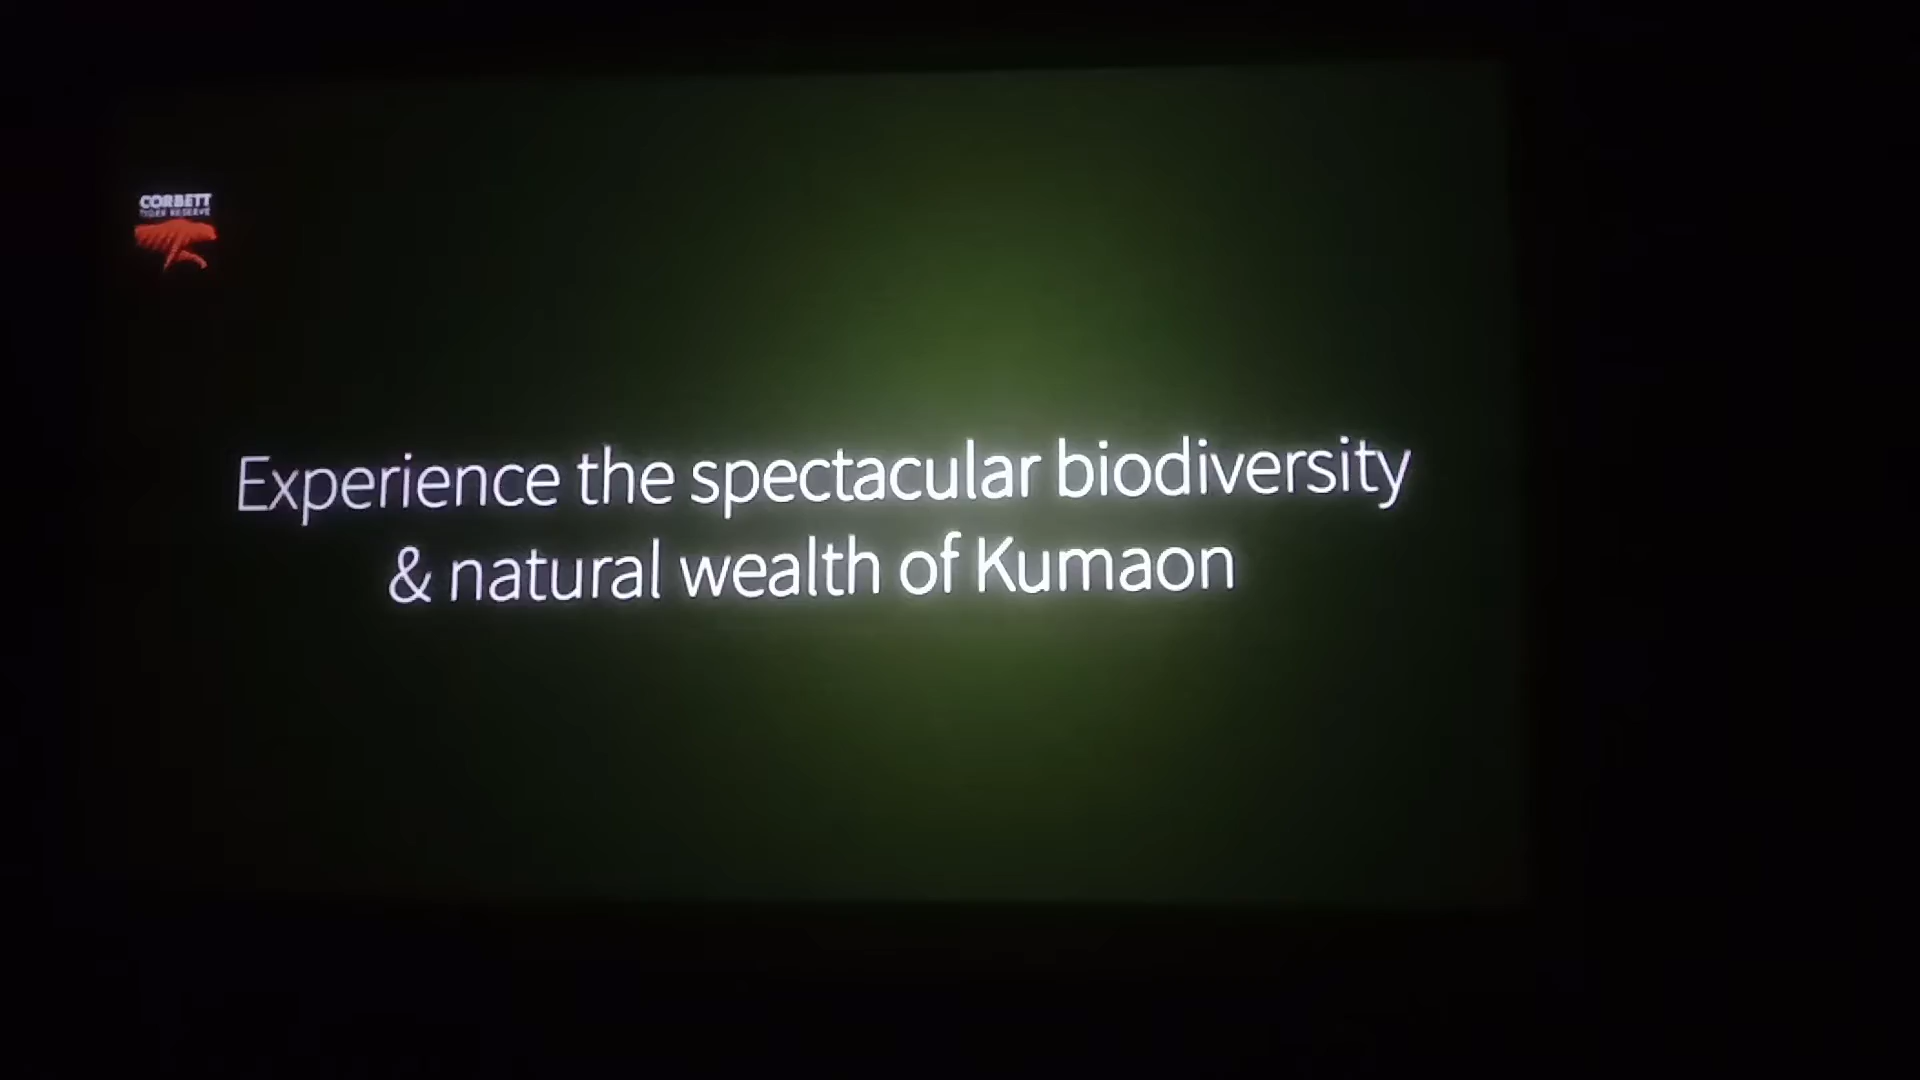 CORBETT
TIGER RESERVE
Experience the spectacular biodiversity
& natural wealth of Kumaon